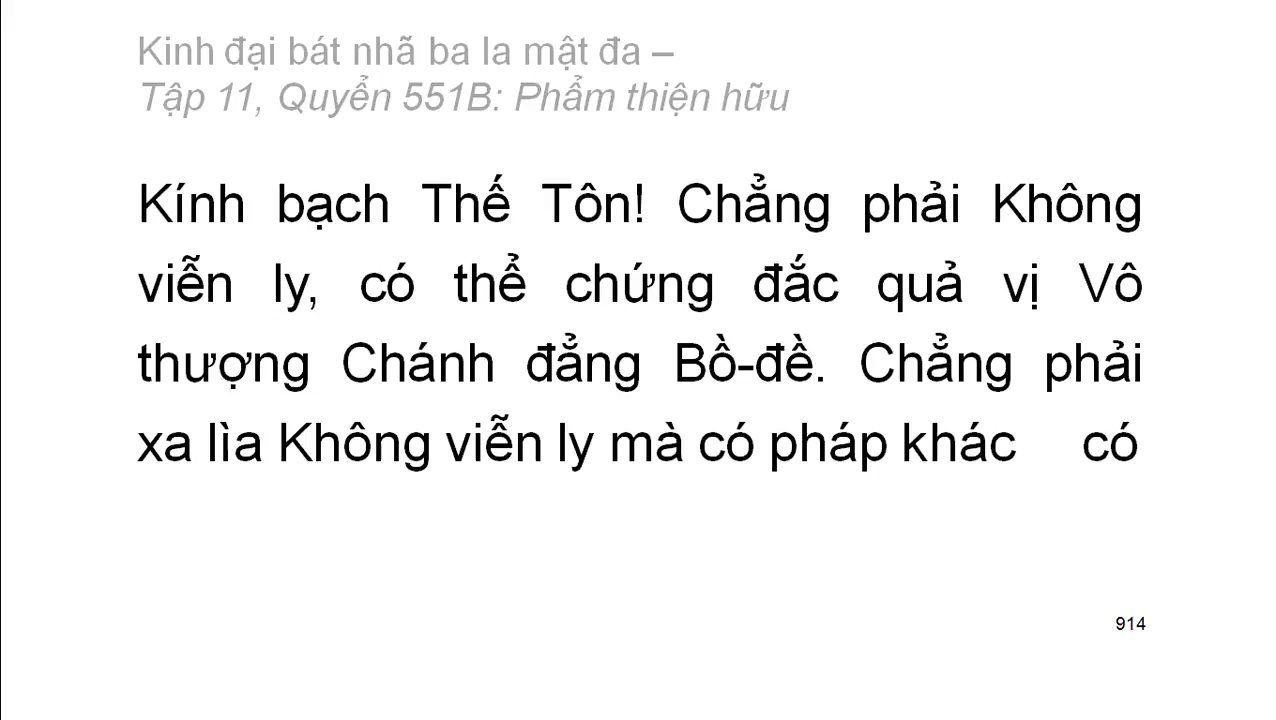 Kinh đại bát nhã ba la mật đa –
Tập 11, Quyển 551B: Phẩm thiện hữu
Kính bạch Thế Tôn! Chẳng phải Không
viễn ly, có thể chứng đắc quả vị Vô
thượng Chánh đẳng Bồ-đề. Chẳng phải
xa lìa Không viễn ly mà có pháp khác có
914